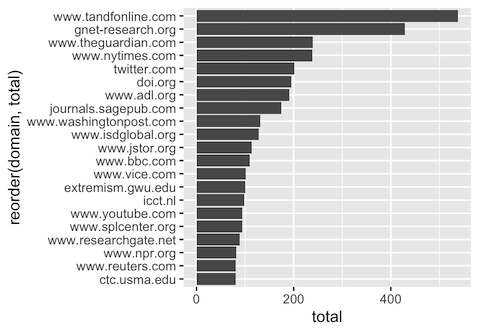 www.tandfonline.com
gnet-research.org
www.theguardian.com
www.nytimes.com
twitter.com
doi.org
www.adl.org
journals.sagepub.com
www.washingtonpost.com
www.isdglobal.org
www.jstor.org
www.bbc.com
www.vice.com
extremism.gwu.edu
icct.nl
www.youtube.com
www.splcenter.org
www.researchgate.net
www.npr.org
www.reuters.com
ctc.usma.edu
reorder(domain, total)
0 200 400
total